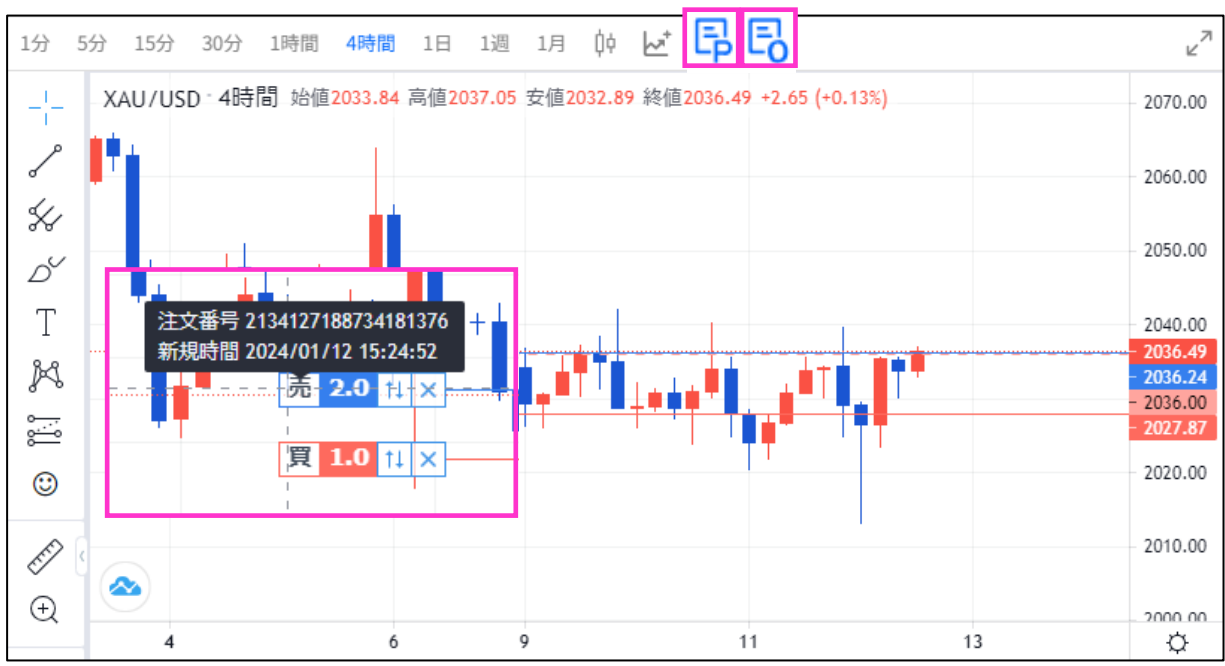 1分 5分 15分 30分 1時間 4時間 1日 1週 1月 P O
XAU/USD · 4時間 始値2033.84 高値2037.05 安値2032.89 終値2036.49 +2.65 (+0.13%)
2070.00
2060.00
2050.00
2040.00
2036.49
2036.24
2036.00
2027.87
2020.00
2010.00
2000.00
T
注文番号 2134127188734181376
新規時間 2024/01/12 15:24:52
売 2.0
買 1.0
4 6 9 11 13